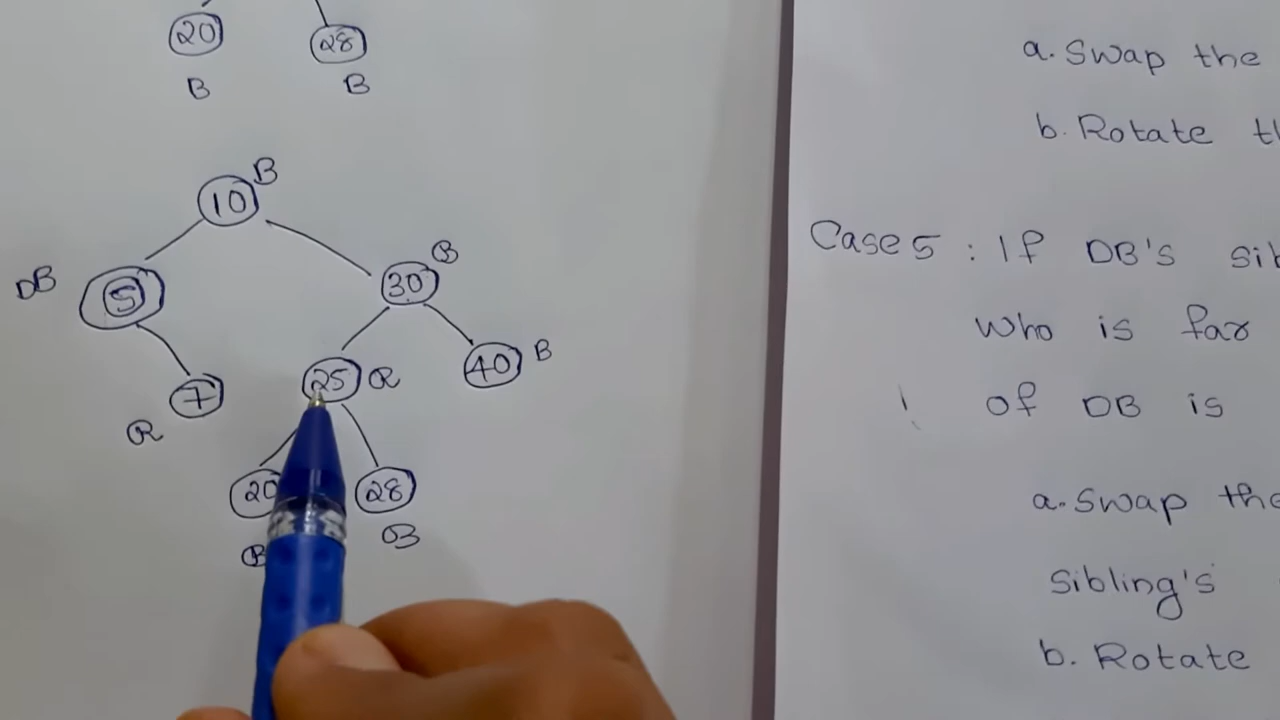 20 28
B B
10 B
DB 5 30 B
R 7 25 R 40 B
20 28
B B
a. Swap the
b. Rotate
Case 5 : If DB's
Who is far
of DB is
a. Swap
Sibling's
b. Rotate